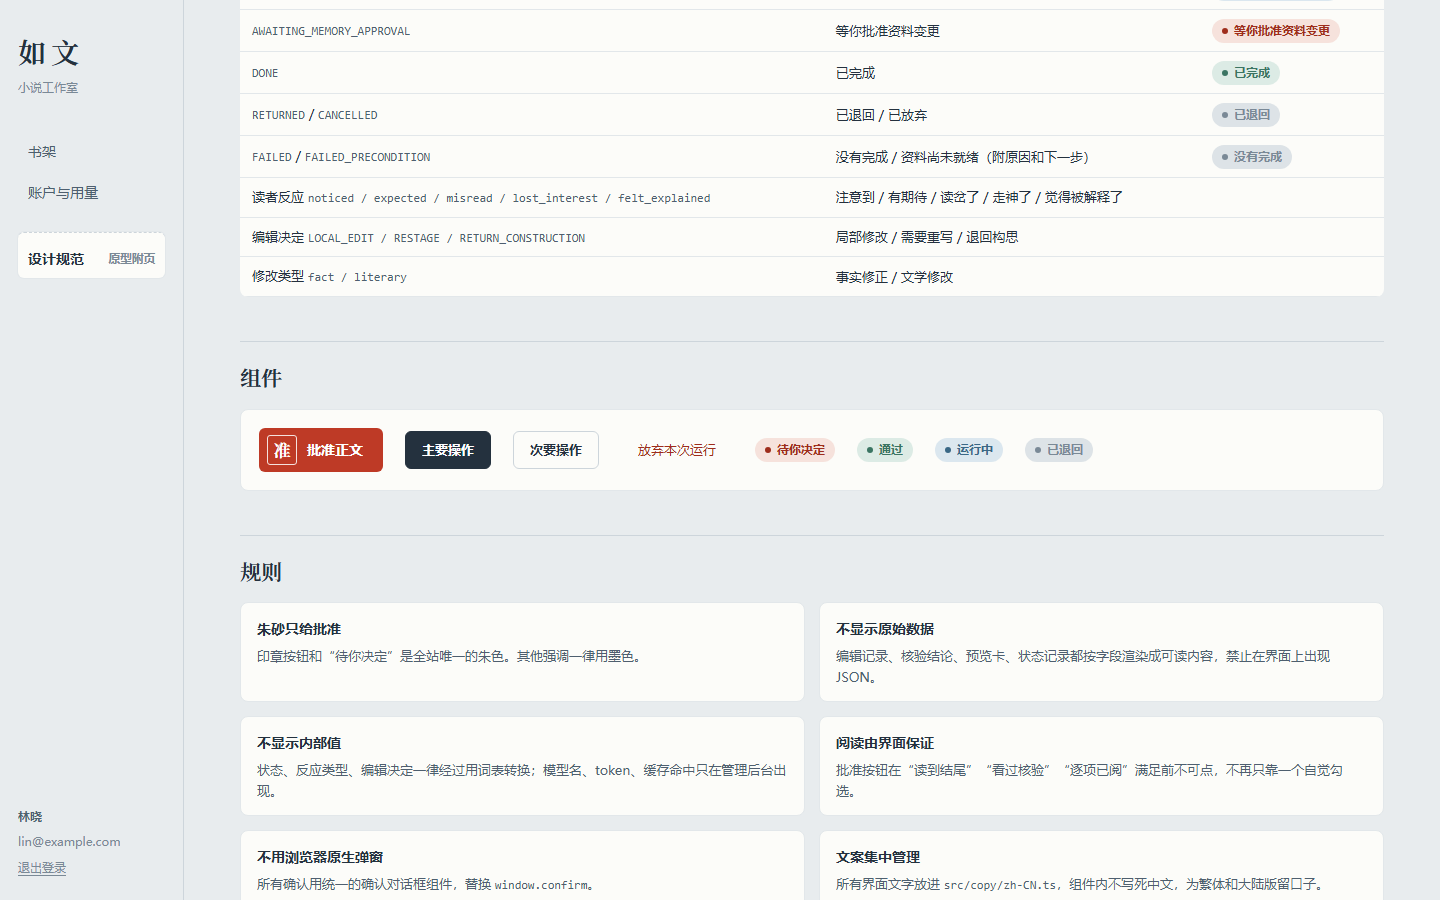 如文
小说工作室
书架
账户与用量
设计规范 原型附页
林晓
lin@example.com
退出登录
AWAITING_MEMORY_APPROVAL 等你批准资料变更 等你批准资料变更
DONE 已完成 已完成
RETURNED / CANCELLED 已退回 / 已放弃 已退回
FAILED / FAILED_PRECONDITION 没有完成 / 资料尚未就绪（附原因和下一步） 没有完成
读者反应 noticed / expected / misread / lost_interest / felt_explained 注意到 / 有期待 / 读岔了 / 走神了 / 觉得被解释了
编辑决定 LOCAL_EDIT / RESTAGE / RETURN_CONSTRUCTION 局部修改 / 需要重写 / 退回构思
修改类型 fact / literary 事实修正 / 文学修改
组件
准 批准正文 主要操作 次要操作 放弃本次运行 待你决定 通过 运行中 已退回
规则
朱砂只给批准
印章按钮和“待你决定”是全站唯一的朱色。其他强调一律用墨色。
不显示原始数据
编辑记录、核验结论、预览卡、状态记录都按字段渲染成可读内容，禁止在界面上出现
JSON。
不显示内部值
状态、反应类型、编辑决定一律经过用词表转换；模型名、token、缓存命中只在管理后台出
现。
阅读由界面保证
批准按钮在“读到结尾”“看过核验”“逐项已阅”满足前不可点，不再只靠一个自觉勾
选。
不用浏览器原生弹窗
所有确认用统一的确认对话框组件，替换 window.confirm。
文案集中管理
所有界面文字放进 src/copy/zh-CN.ts，组件内不写死中文，为繁体和大陆版留口子。